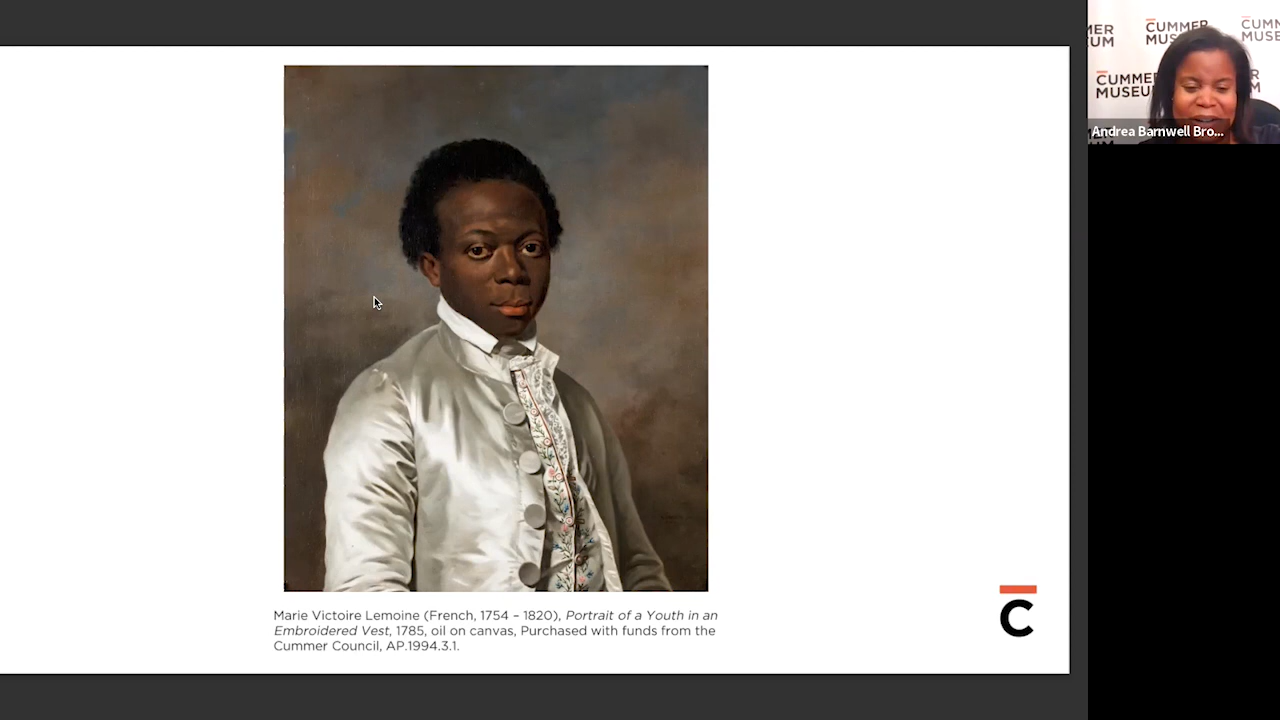 Marie Victoire Lemoine (French, 1754 – 1820), Portrait of a Youth in an
Embroidered Vest, 1785, oil on canvas, Purchased with funds from the
Cummer Council, AP.1994.3.1.
C
CUMMER
CUMMER
MUSEUM
Andrea Barnwell Bro...